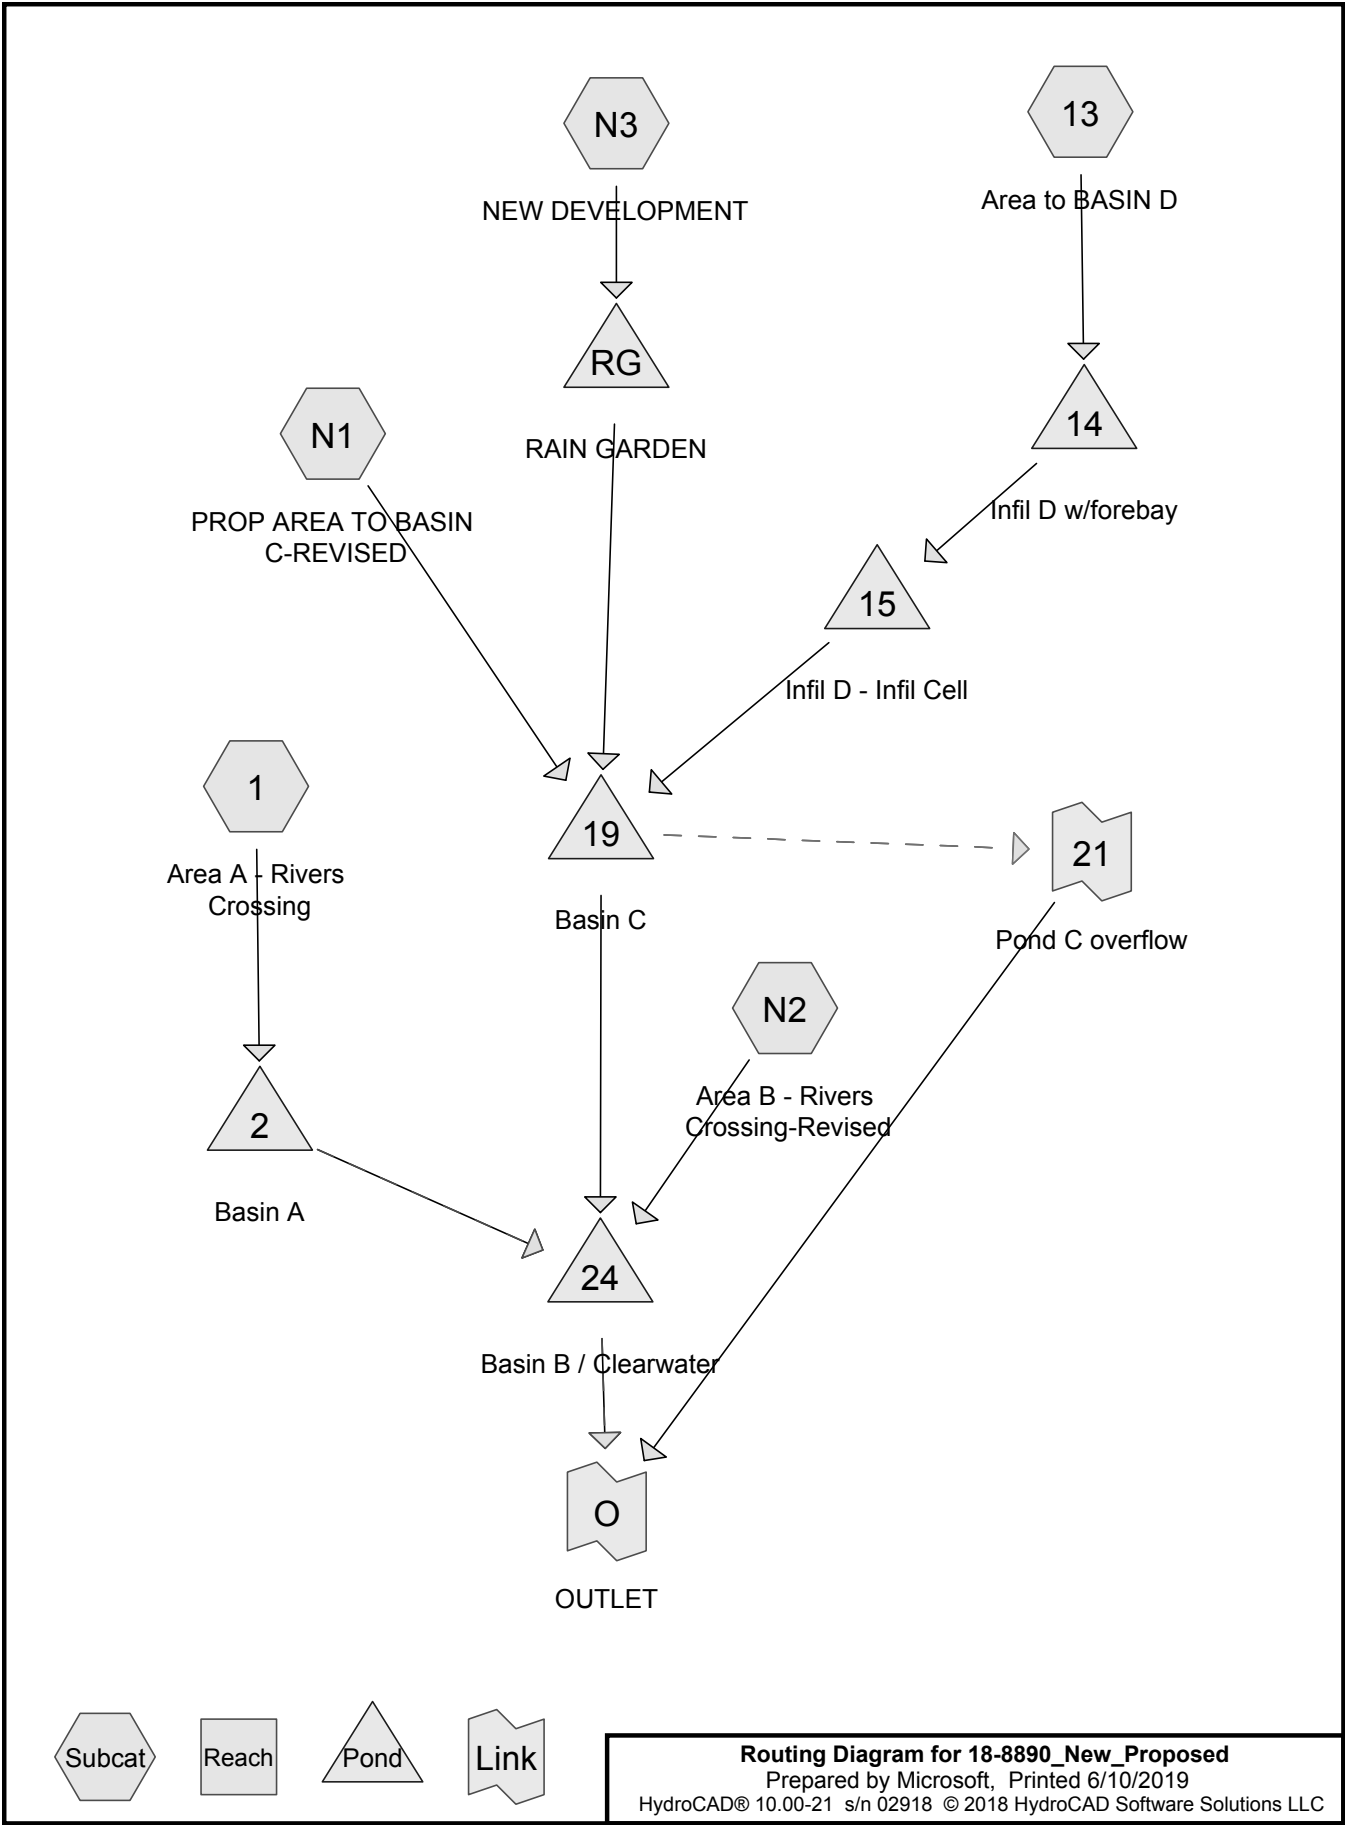 N3
13
NEW DEVELOPMENT
Area to BASIN D
RG
14
RAIN GARDEN
N1
Infil D w/forebay
PROP AREA TO BASIN
C-REVISED
15
Infil D - Infil Cell
1
19
21
Area A - Rivers
Crossing
Basin C
Pond C overflow
N2
Area B - Rivers
Crossing-Revised
2
Basin A
24
Basin B / Clearwater
O
OUTLET
Subcat
Reach
Pond
Link
Routing Diagram for 18-8890_New_Proposed
Prepared by Microsoft, Printed 6/10/2019
HydroCAD® 10.00-21 s/n 02918 © 2018 HydroCAD Software Solutions LLC